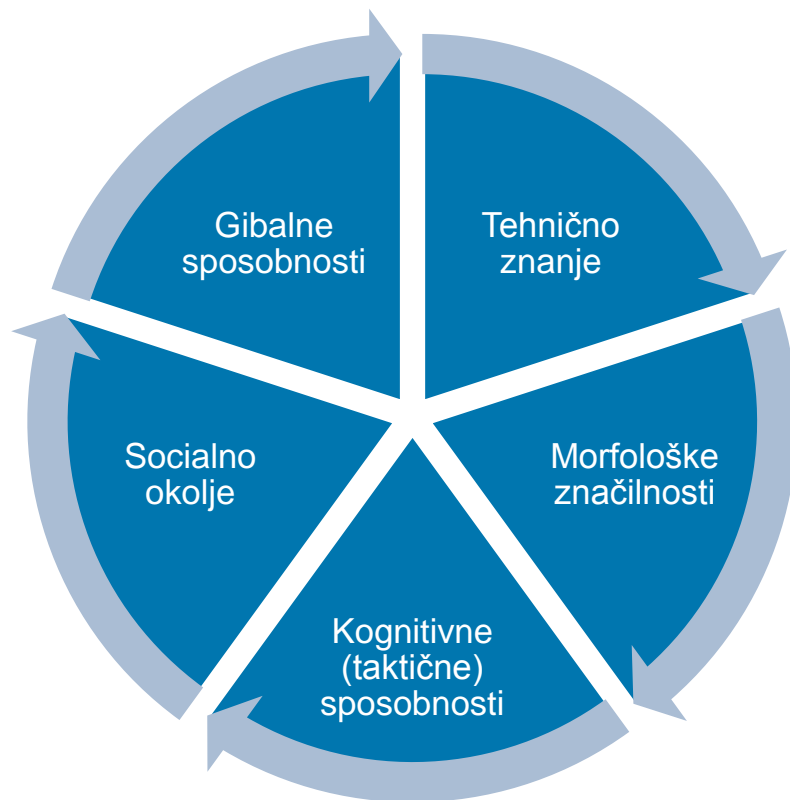 Gibalne
sposobnosti
Tehnično
znanje
Morfološke
značilnosti
Kognitivne
(taktične)
sposobnosti
Socialno
okolje